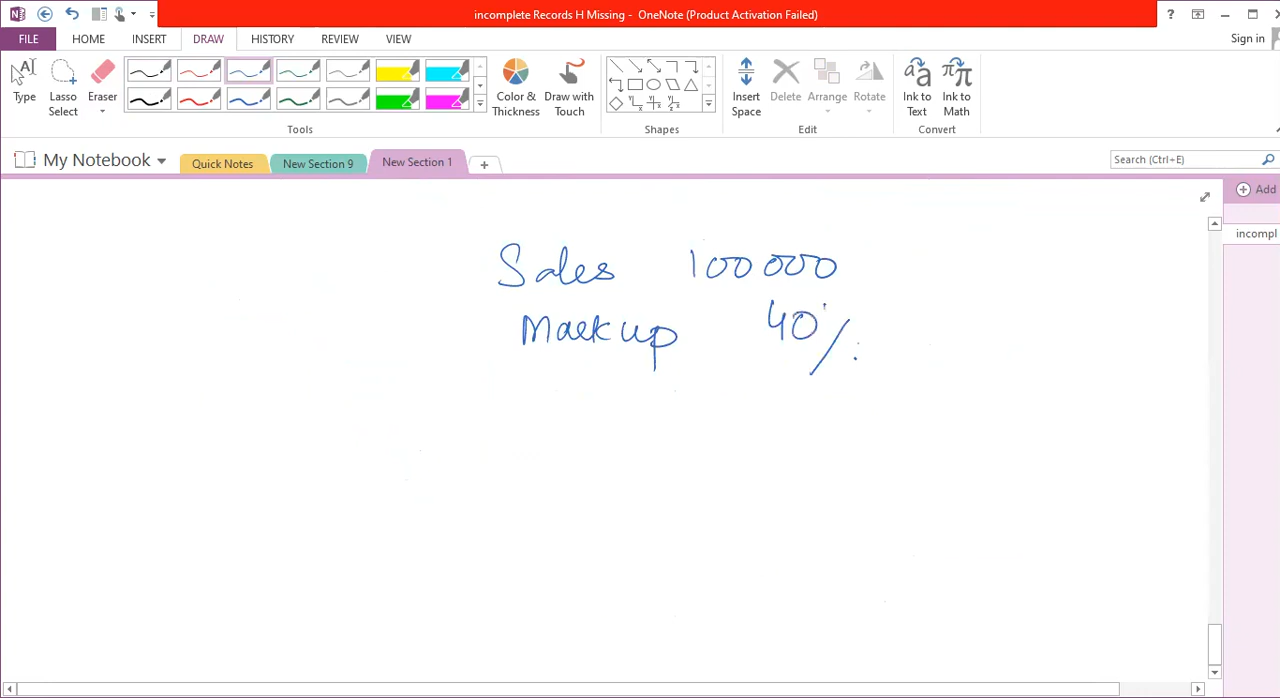 incomplete Records H Missing - OneNote (Product Activation Failed)
FILE HOME INSERT DRAW HISTORY REVIEW VIEW
Sign in
Type
Lasso Select
Eraser
Color & Thickness
Draw with Touch
Insert Space
Delete
Arrange
Rotate
Ink to Text
Ink to Math
Tools
Shapes
Edit
Convert
My Notebook
Quick Notes
New Section 9
New Section 1
Search (Ctrl+E)
Add
incompl
Sales 100000
Markup 40%